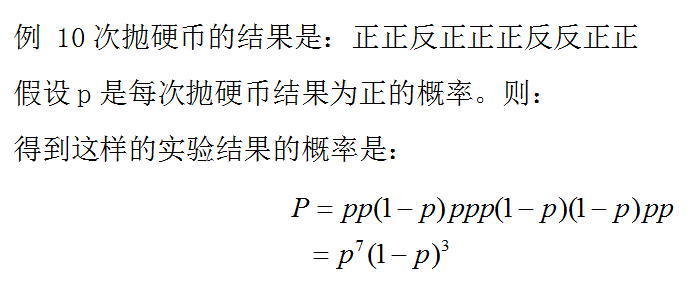 例 10次抛硬币的结果是：正正反正正正反反正正
假设p是每次抛硬币结果为正的概率。则：
得到这样的实验结果的概率是：
P = pp(1−p)ppp(1−p)(1−p)pp
= p⁷(1−p)³